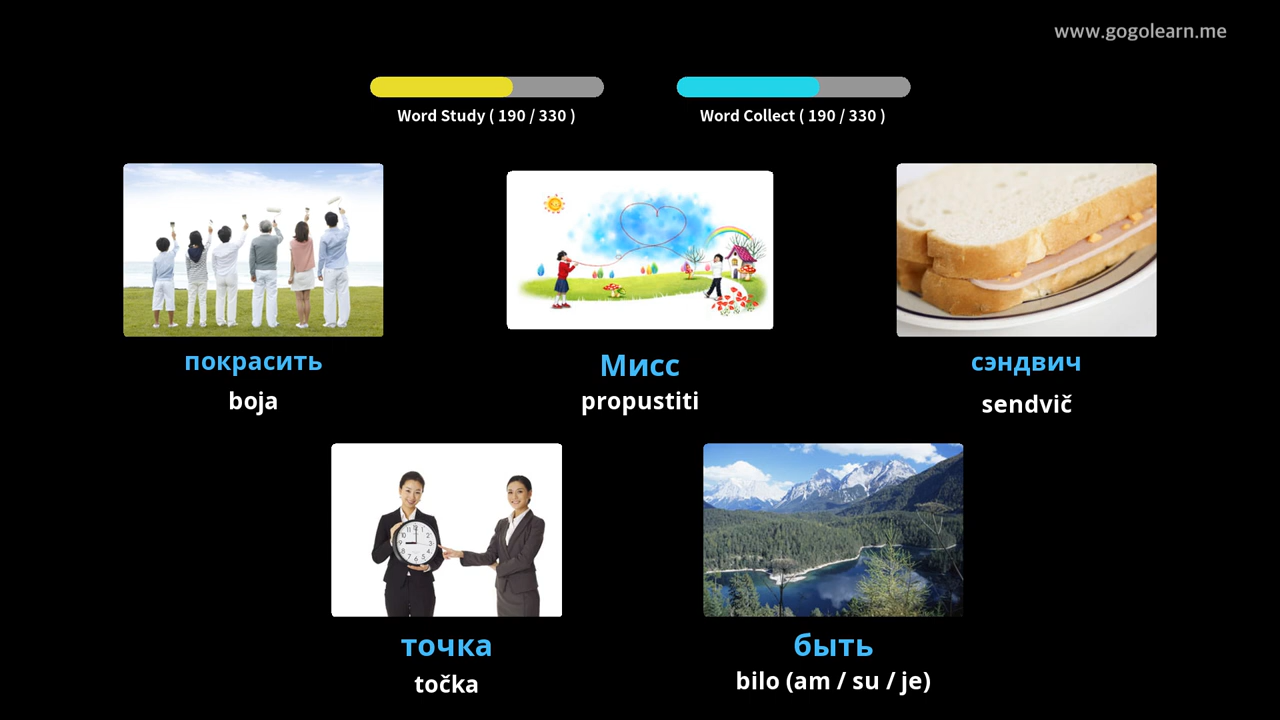 www.gogolearn.me
Word Study ( 190 / 330 )
Word Collect ( 190 / 330 )
покрасить
boja
Мисс
propustiti
сэндвич
sendvič
точка
točka
быть
bilo (am / su / je)